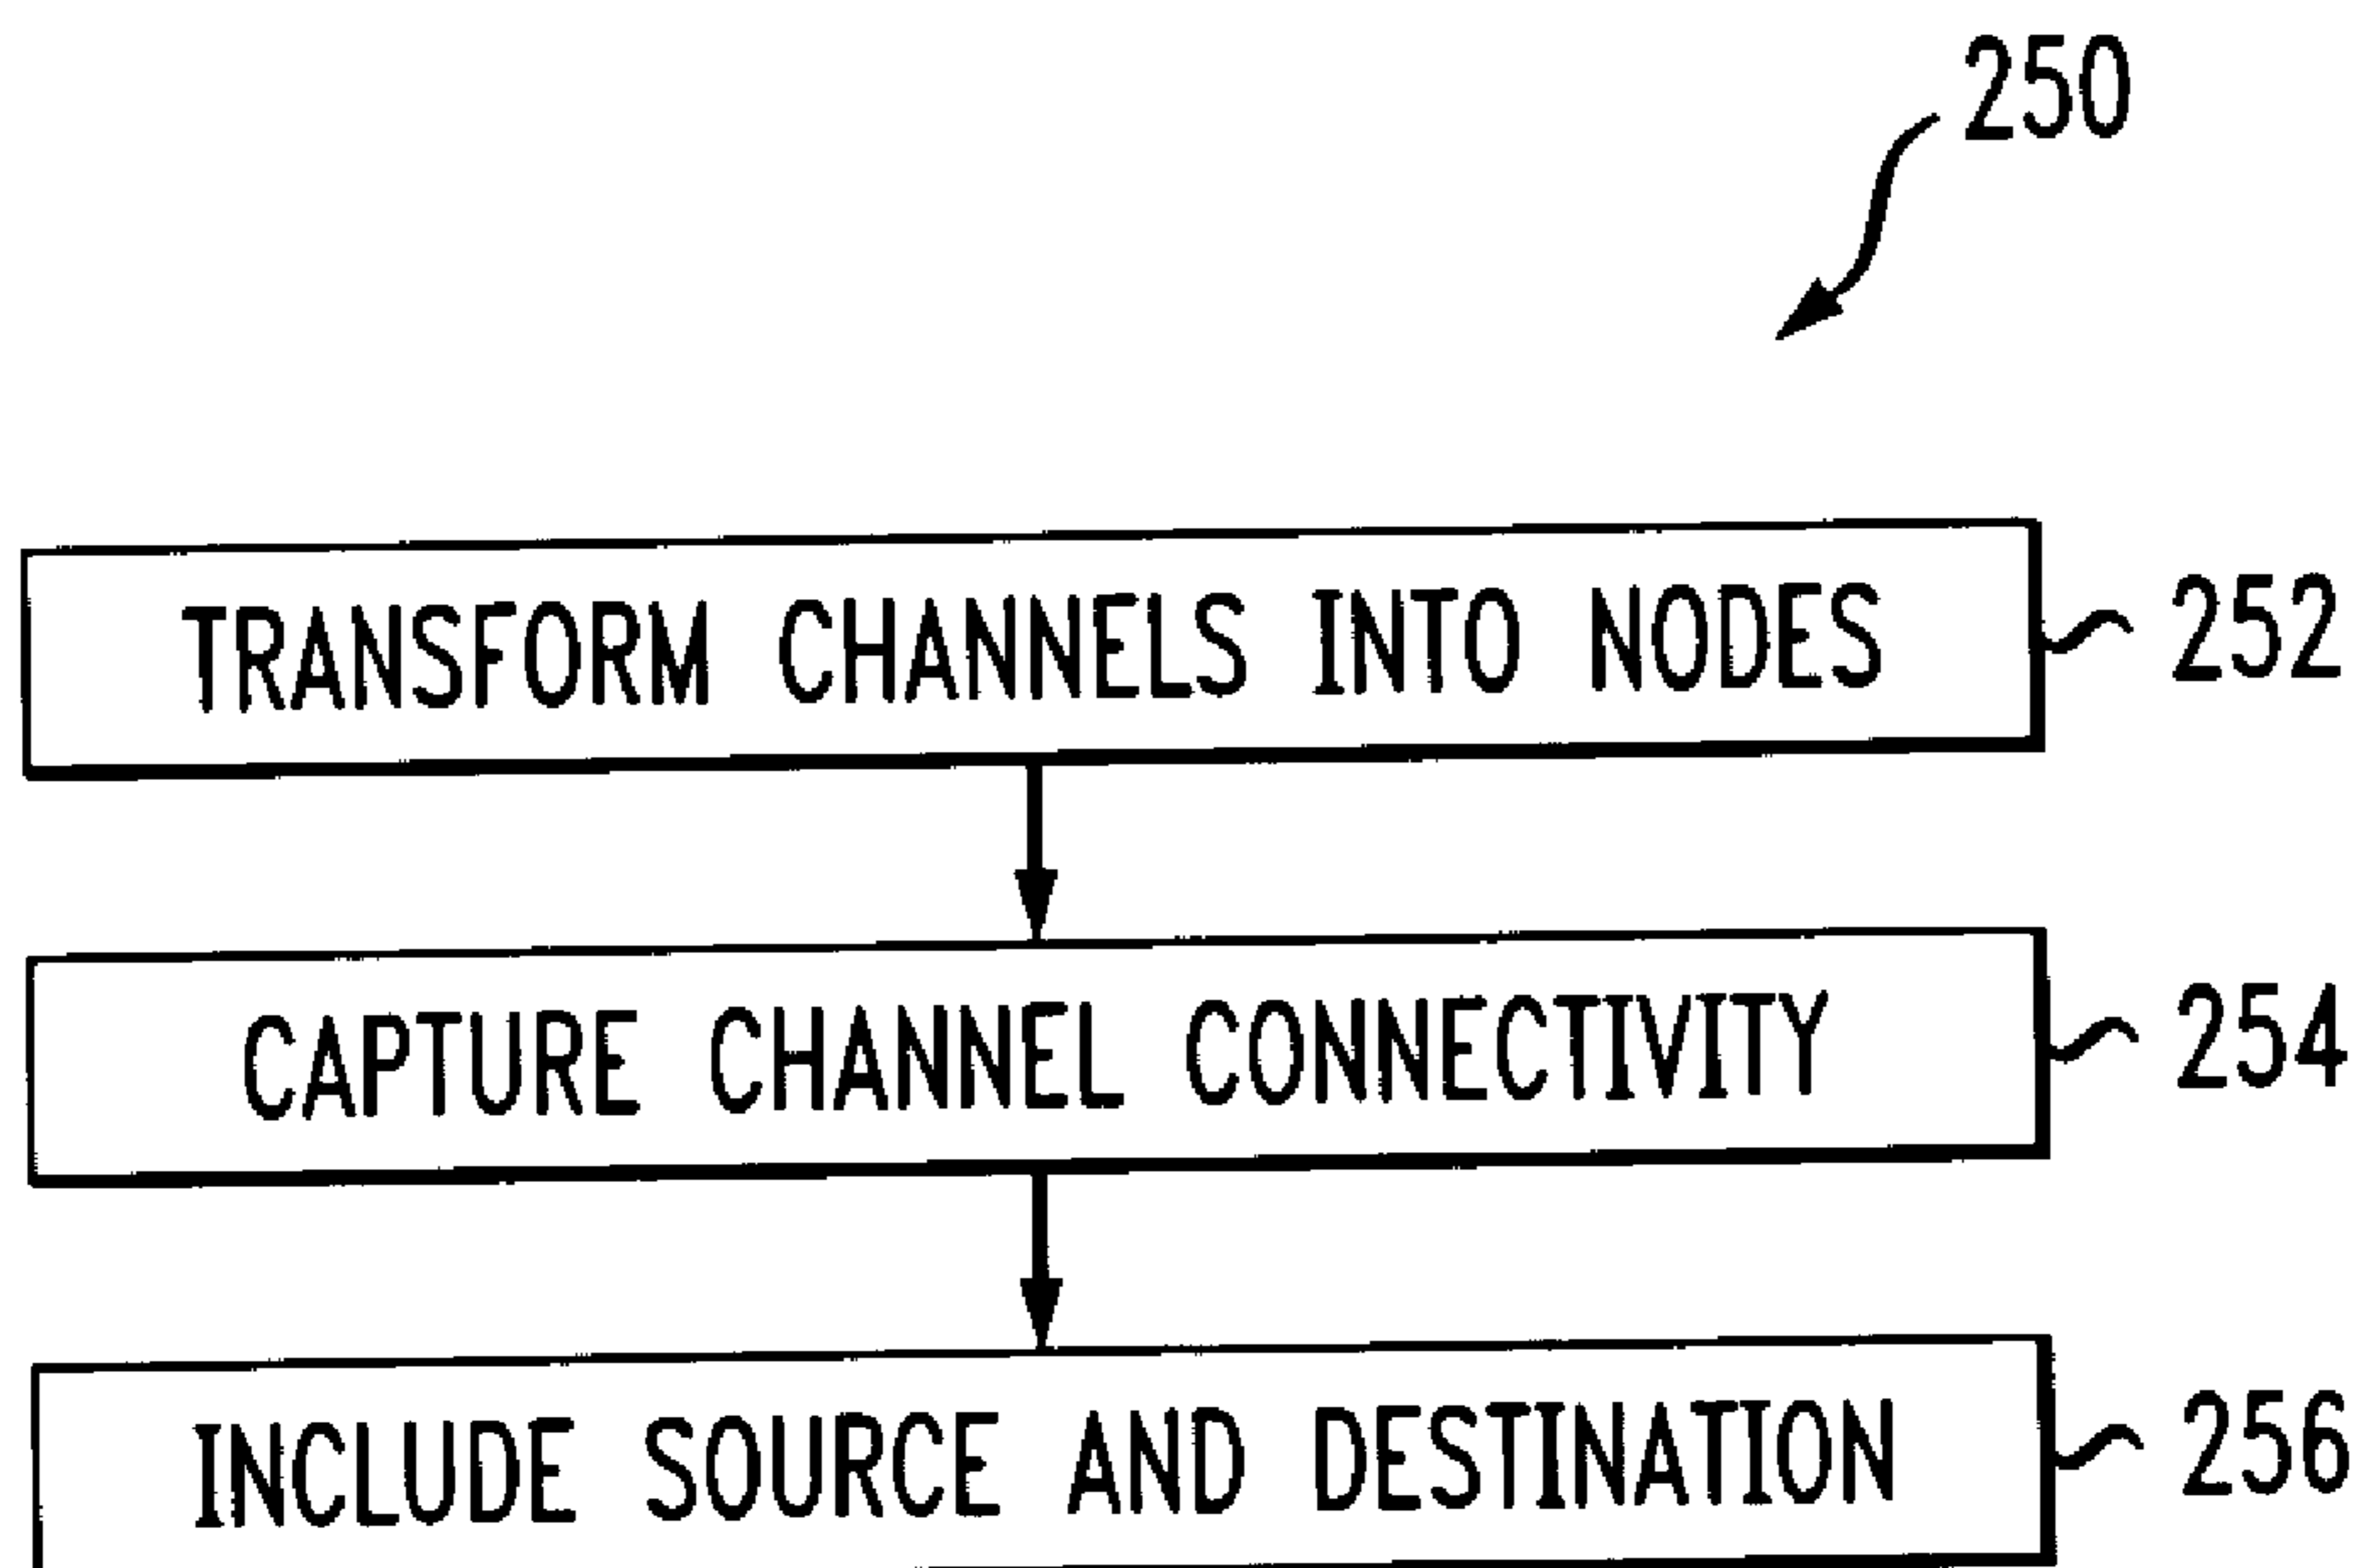 250
TRANSFORM CHANNELS INTO NODES 252
CAPTURE CHANNEL CONNECTIVITY 254
INCLUDE SOURCE AND DESTINATION 256